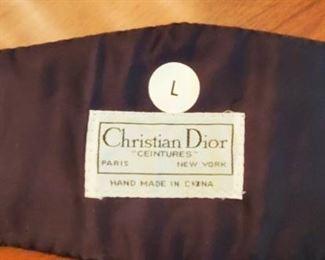 L
Christian Dior
"CEINTURES"
PARIS NEW YORK
HAND MADE IN CHINA